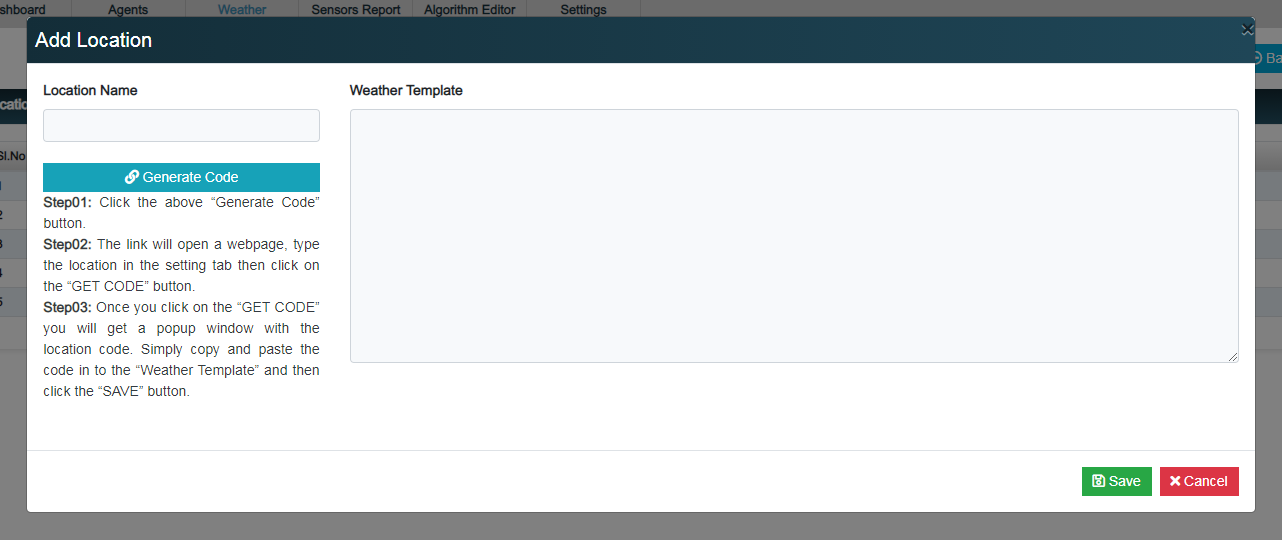 shboard Agents Weather Sensors Report Algorithm Editor Settings
Add Location
Ba
catio
Location Name
Weather Template
Sl.No
Generate Code
Step01: Click the above “Generate Code”
button.
Step02: The link will open a webpage, type
the location in the setting tab then click on
the “GET CODE” button.
Step03: Once you click on the “GET CODE”
you will get a popup window with the
location code. Simply copy and paste the
code in to the “Weather Template” and then
click the “SAVE” button.
2
Save
Cancel